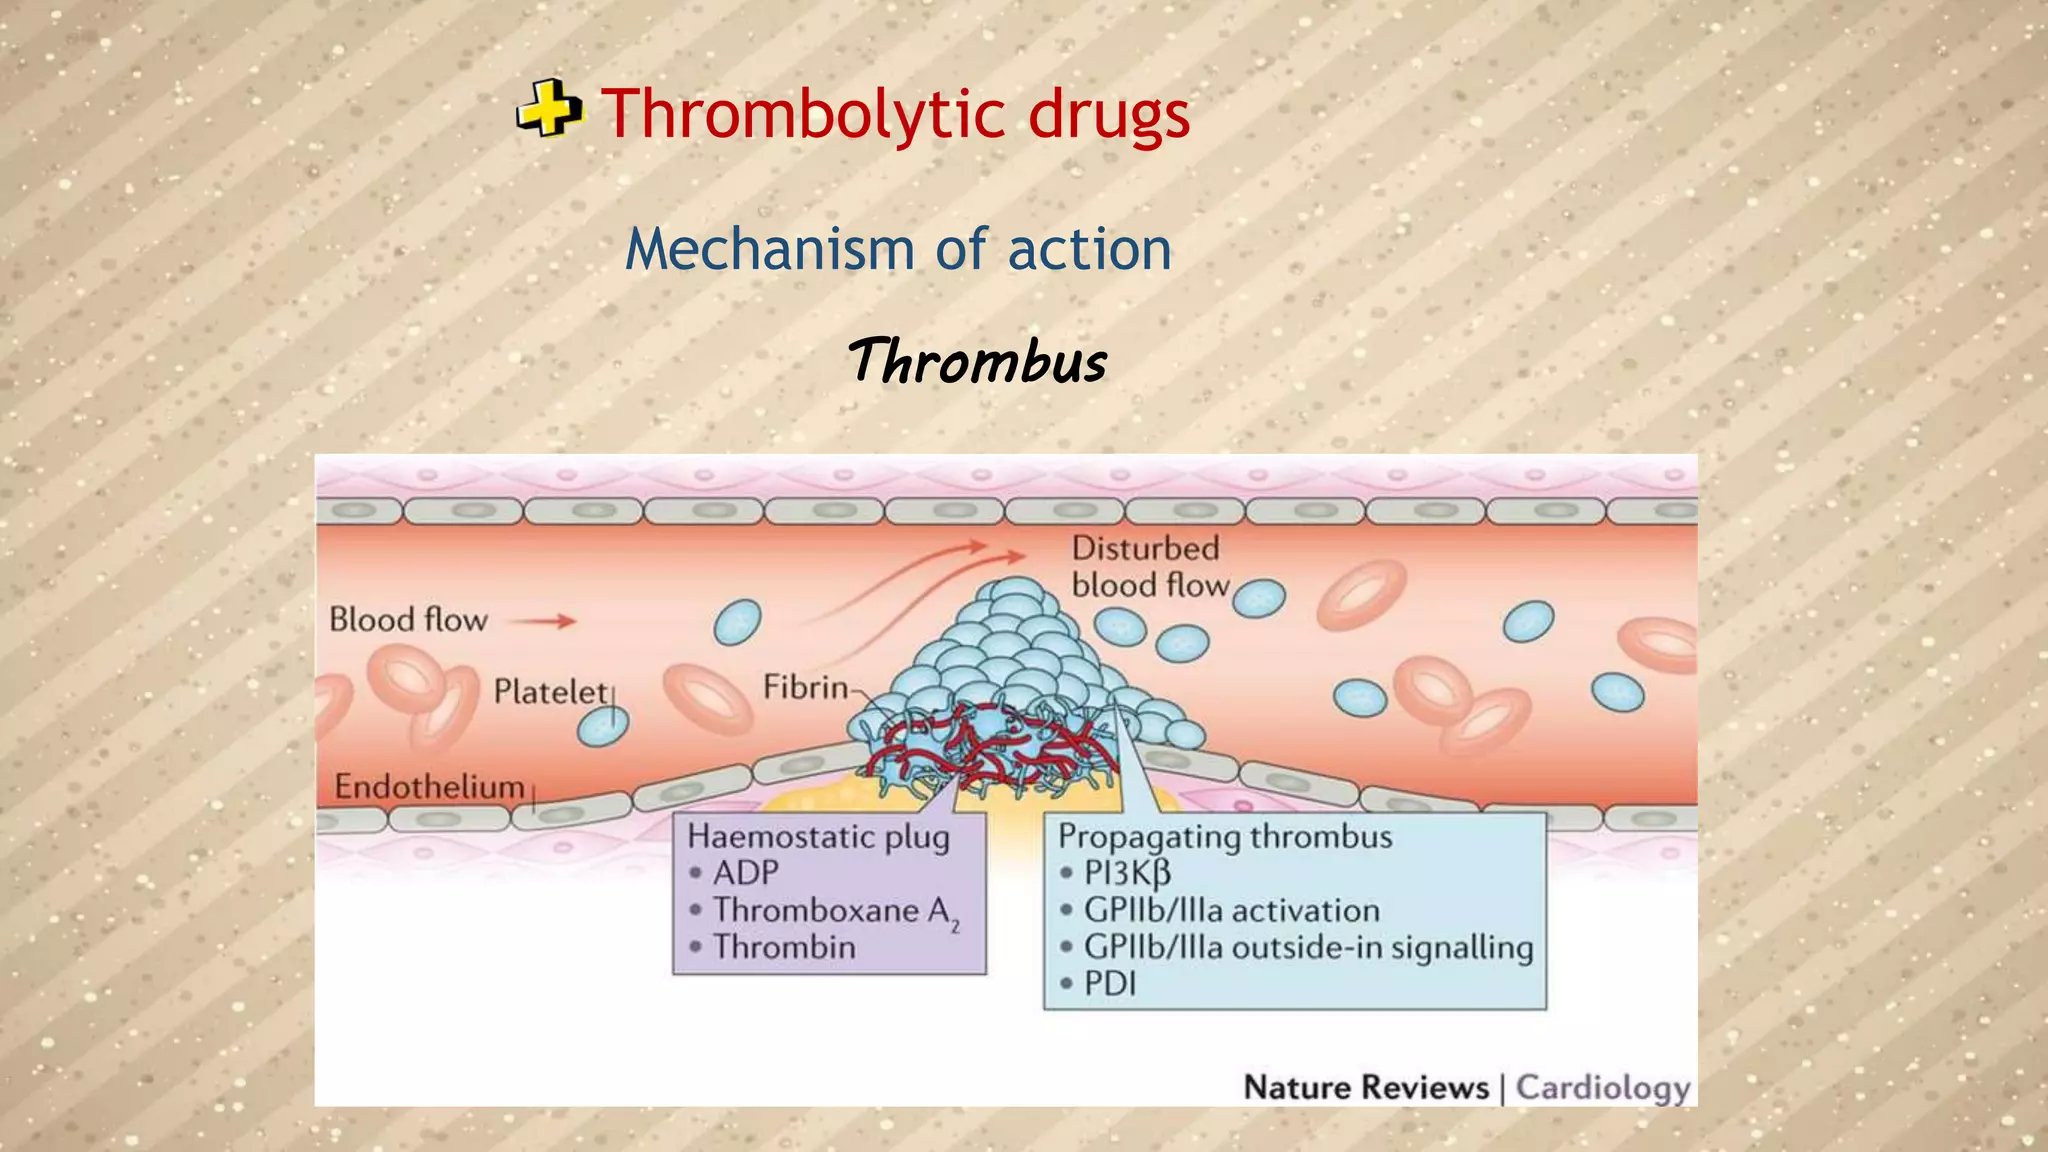 Thrombolytic drugs
Mechanism of action
Thrombus
Disturbed
blood flow
Blood flow
Platelet
Fibrin
Endothelium
Haemostatic plug
• ADP
• Thromboxane A₂
• Thrombin
Propagating thrombus
• PI3Kβ
• GPIIb/IIIa activation
• GPIIb/IIIa outside-in signalling
• PDI
Nature Reviews | Cardiology